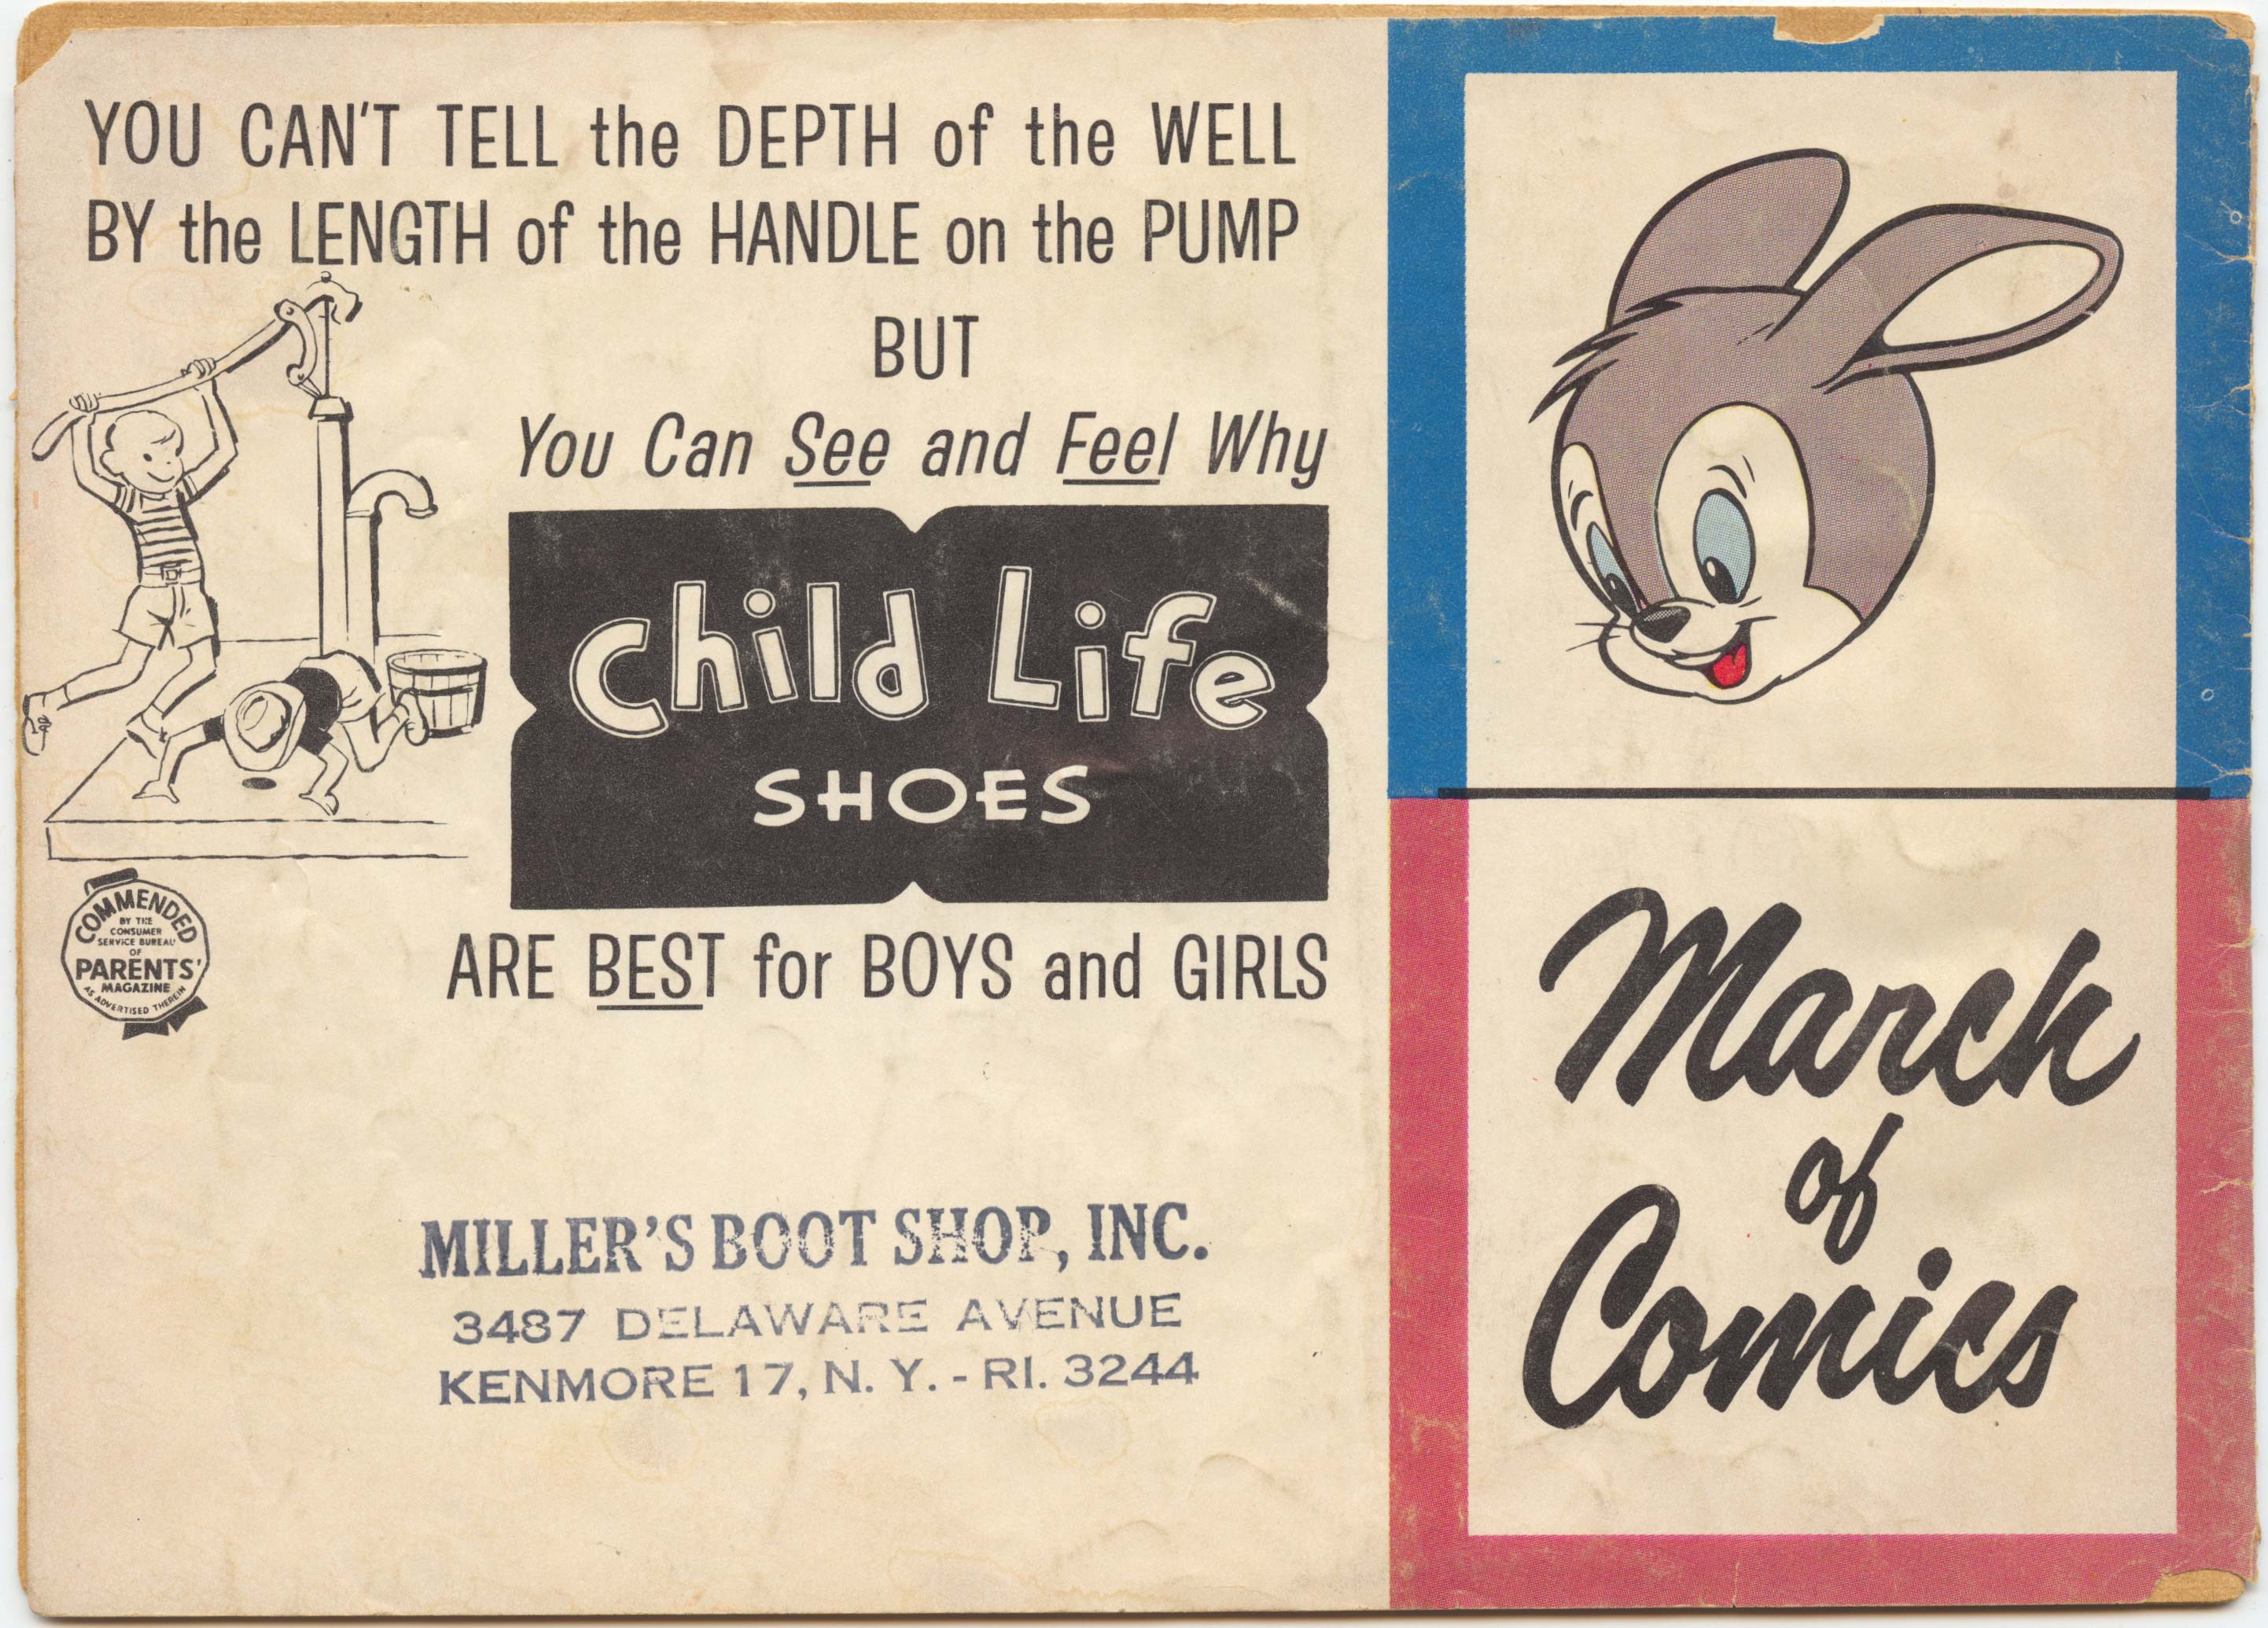 YOU CAN'T TELL the DEPTH of the WELL
BY the LENGTH of the HANDLE on the PUMP
BUT
You Can See and Feel Why
Child Life
SHOES
ARE BEST for BOYS and GIRLS
COMMENDED
BY THE
CONSUMER
SERVICE BUREAU
OF
PARENTS'
MAGAZINE
AS ADVERTISED THEREIN
MILLER'S BOOT SHOP, INC.
3487 DELAWARE AVENUE
KENMORE 17, N. Y. - RI. 3244
March
of
Comics